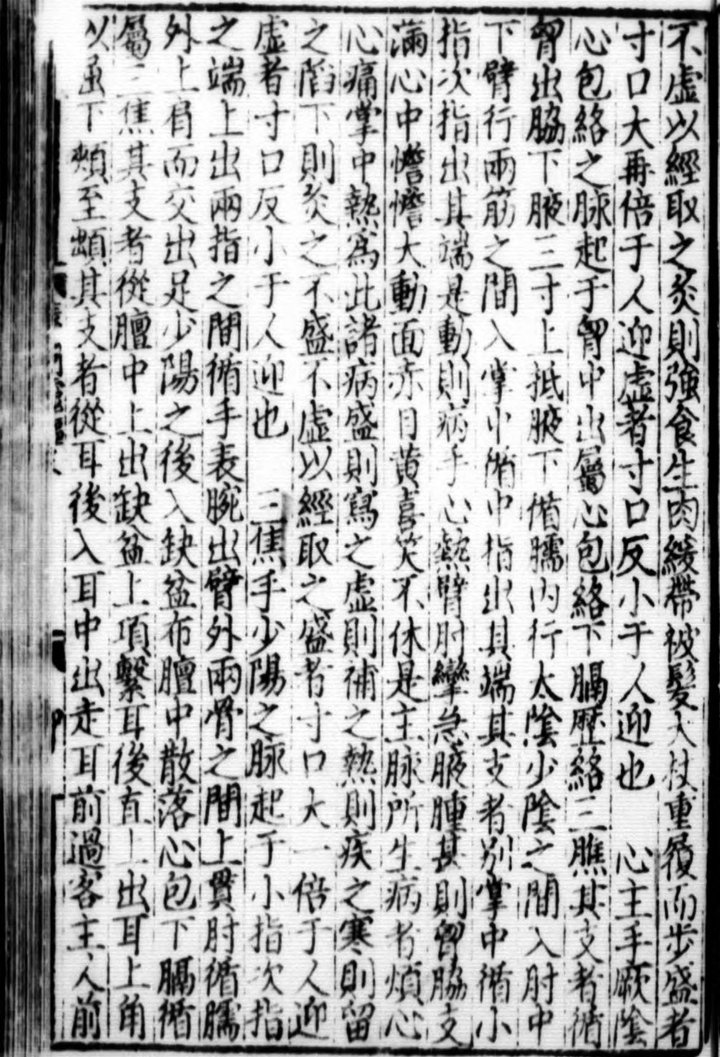 不虛以經取之灸則強食生肉緩帶被髮大杖重履而步盛者
寸口大再倍于人迎虛者寸口反小于人迎也　心主手厥陰
心包絡之脉起于胷中出屬心包絡下膈歷絡三膲其支者循
胷出脇下腋三寸上抵腋下循臑內行太陰少陰之間入肘中
下臂行兩筋之間入掌中循中指出其端其支者別掌中循小
指次指出其端是動則病手心熱臂肘攣急腋腫甚則胷脇支
滿心中憺憺大動面赤目黃喜笑不休是主脉所生病者煩心
心痛掌中熱爲此諸病盛則寫之虛則補之熱則疾之寒則留
之陷下則灸之不盛不虛以經取之盛者寸口大一倍于人迎
虛者寸口反小于人迎也　三焦手少陽之脉起于小指次指
之端上出兩指之間循手表腕出臂外兩骨之間上貫肘循臑
外上肩而交出足少陽之後入缺盆布膻中散落心包下膈循
屬三焦其支者從膻中上出缺盆上項繫耳後直上出耳上角
以屈下頰至䪼其支者從耳後入耳中出走耳前過客主人前